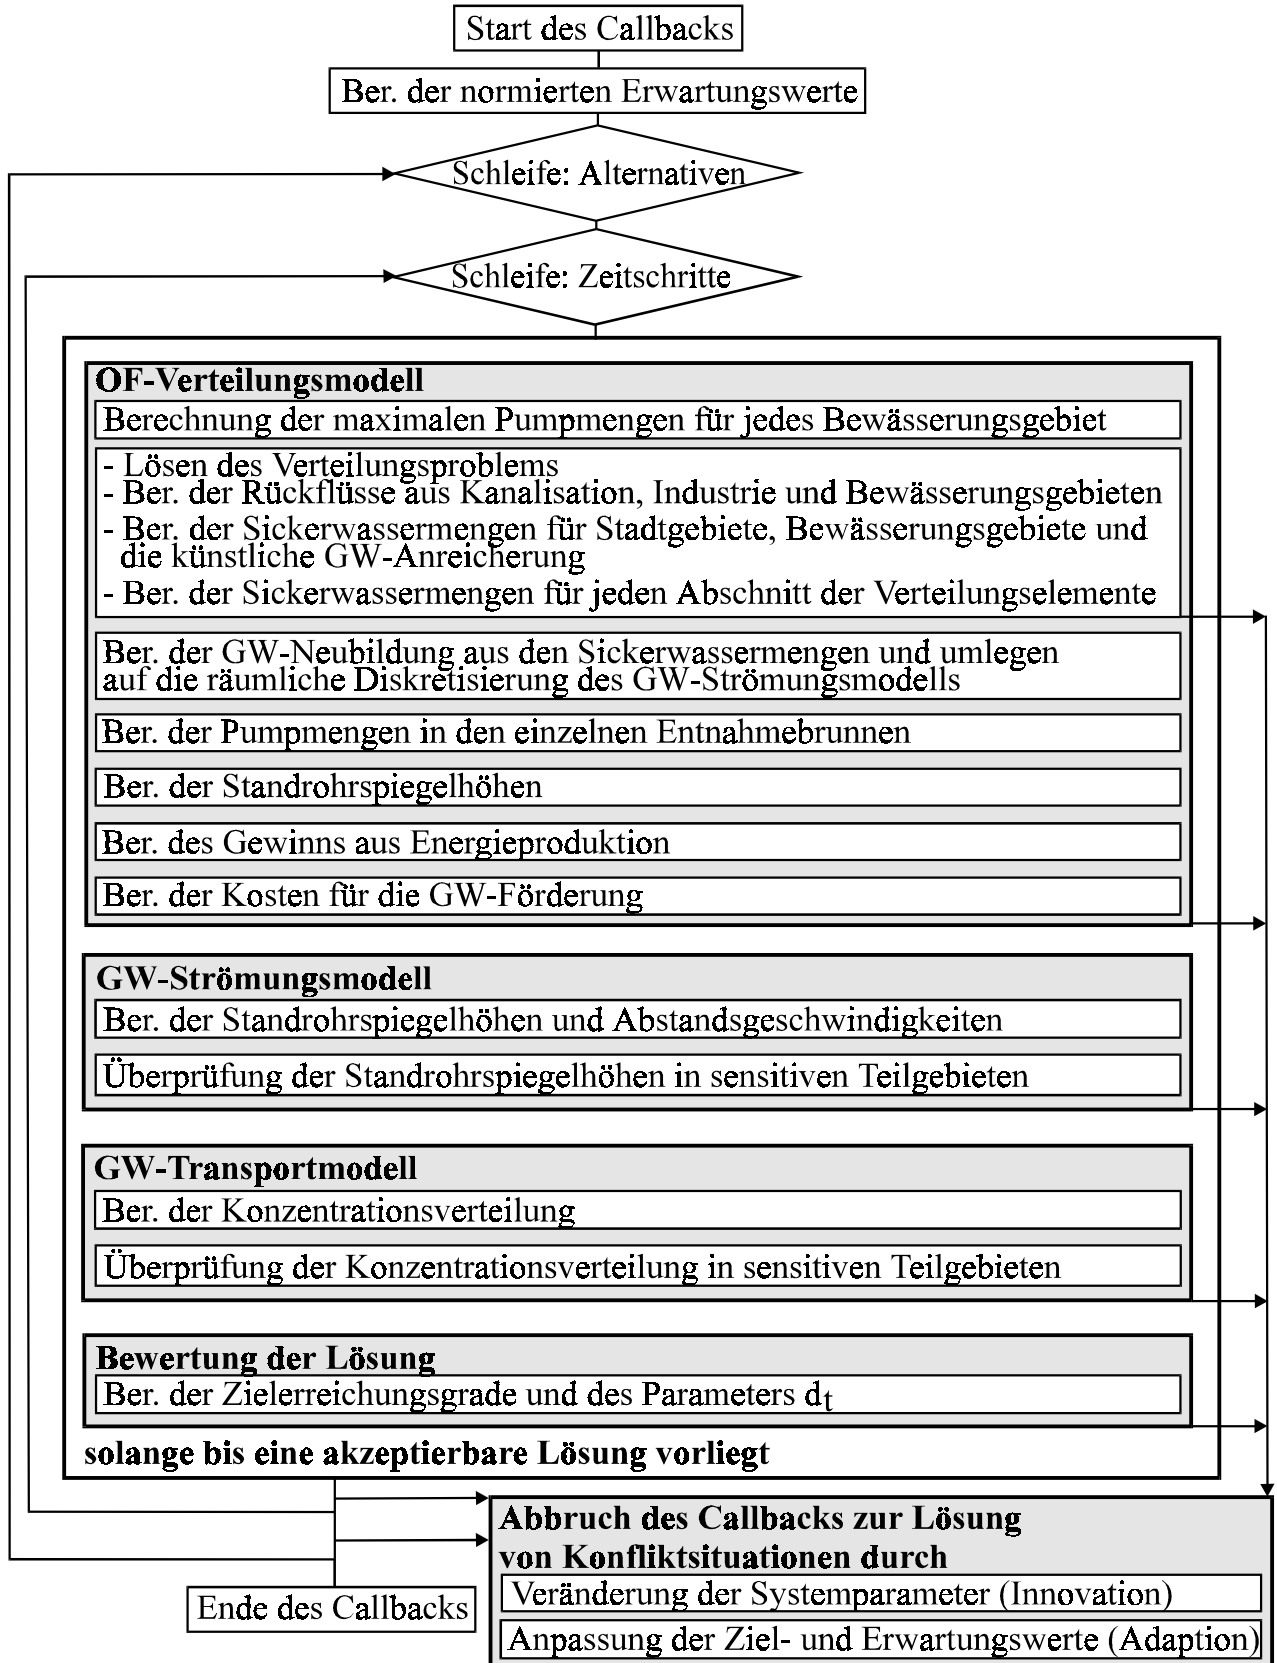 Start des Callbacks
Ber. der normierten Erwartungswerte
Schleife: Alternativen
Schleife: Zeitschritte
OF-Verteilungsmodell
Berechnung der maximalen Pumpmengen für jedes Bewässerungsgebiet
- Lösen des Verteilungsproblems
- Ber. der Rückflüsse aus Kanalisation, Industrie und Bewässerungsgebieten
- Ber. der Sickerwassermengen für Stadtgebiete, Bewässerungsgebiete und
die künstliche GW-Anreicherung
- Ber. der Sickerwassermengen für jeden Abschnitt der Verteilungselemente
Ber. der GW-Neubildung aus den Sickerwassermengen und umlegen
auf die räumliche Diskretisierung des GW-Strömungsmodells
Ber. der Pumpmengen in den einzelnen Entnahmebrunnen
Ber. der Standrohrspiegelhöhen
Ber. des Gewinns aus Energieproduktion
Ber. der Kosten für die GW-Förderung
GW-Strömungsmodell
Ber. der Standrohrspiegelhöhen und Abstandsgeschwindigkeiten
Überprüfung der Standrohrspiegelhöhen in sensitiven Teilgebieten
GW-Transportmodell
Ber. der Konzentrationsverteilung
Überprüfung der Konzentrationsverteilung in sensitiven Teilgebieten
Bewertung der Lösung
Ber. der Zielerreichungsgrade und des Parameters dt
solange bis eine akzeptierbare Lösung vorliegt
Abbruch des Callbacks zur Lösung
von Konfliktsituationen durch
Veränderung der Systemparameter (Innovation)
Anpassung der Ziel- und Erwartungswerte (Adaption)
Ende des Callbacks